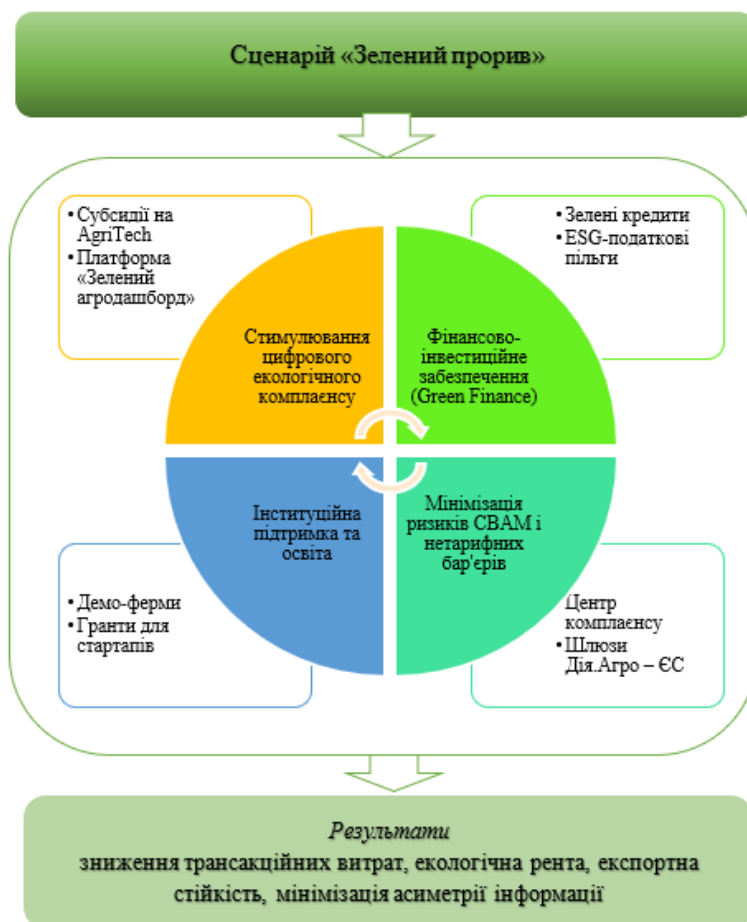 Сценарій «Зелений прорив»
• Субсидії на
AgriTech
• Платформа
«Зелений
агродашборд»
• Зелені кредити
• ESG-податкові
пільги
Стимулювання
цифрового
екологічного
комплаєнсу
Фінансово-
інвестиційне
забезпечення
(Green Finance)
Інституційна
підтримка та
освіта
Мінімізація
ризиків CBAM і
нетарифних
бар'єрів
• Демо-ферми
• Гранти для
стартапів
Центр
комплаєнсу
• Шлюзи
Дія.Агро – ЄС
Результати
зниження трансакційних витрат, екологічна рента, експортна
стійкість, мінімізація асиметрії інформації